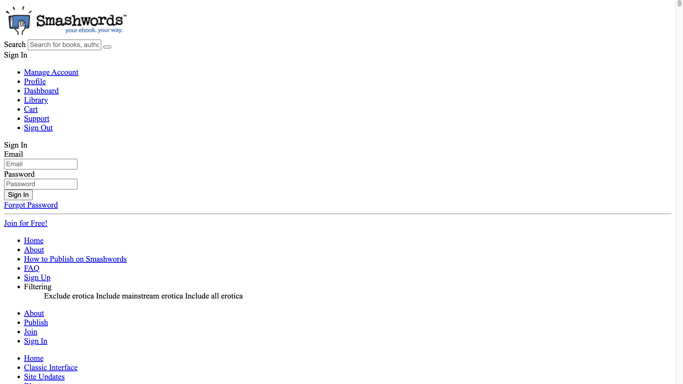 Smashwords™
your ebook. your way.
Search Search for books, autho
Sign In
Manage Account
Profile
Dashboard
Library
Cart
Support
Sign Out
Sign In
Email
Email
Password
Password
Sign In
Forgot Password
Join for Free!
Home
About
How to Publish on Smashwords
FAQ
Sign Up
Filtering
Exclude erotica Include mainstream erotica Include all erotica
About
Publish
Join
Sign In
Home
Classic Interface
Site Updates